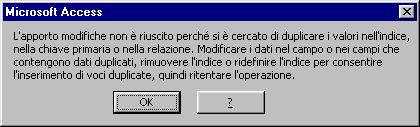 Microsoft Access
L'apporto modifiche non è riuscito perché si è cercato di duplicare i valori nell'indice,
nella chiave primaria o nella relazione. Modificare i dati nel campo o nei campi che
contengono dati duplicati, rimuovere l'indice o ridefinire l'indice per consentire
l'inserimento di voci duplicate, quindi ritentare l'operazione.
OK ?